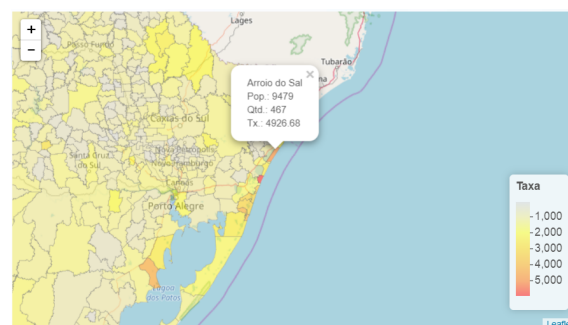 +
−
Lages
Passo Fundo
Tubarão
Arroio do Sal
Pop.: 9479
Qtd.: 467
Tx.: 4926.68
×
Caxias do Sul
Nova Petrópolis
Santa Cruz
do Sul
Novo Hamburgo
Canoas
Porto Alegre
Lagoa
dos Patos
Taxa
1,000
2,000
3,000
4,000
5,000